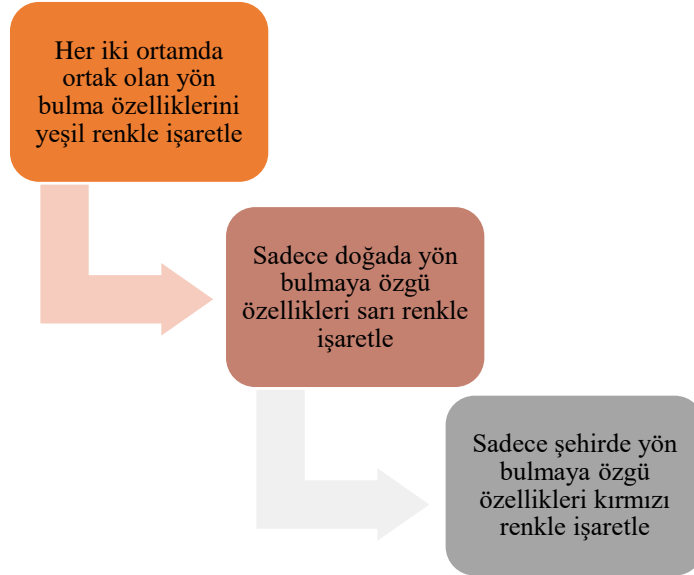 Her iki ortamda
ortak olan yön
bulma özelliklerini
yeşil renkle işaretle
Sadece doğada yön
bulmaya özgü
özellikleri sarı renkle
işaretle
Sadece şehirde yön
bulmaya özgü
özellikleri kırmızı
renkle işaretle